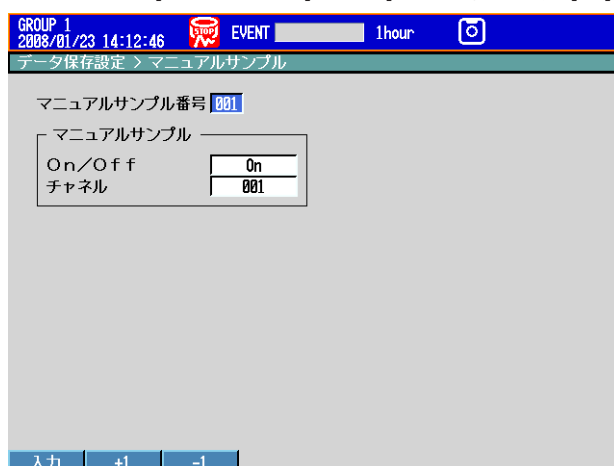 GROUP 1
2008/01/23 14:12:46 STOP EVENT 1hour
データ保存設定 > マニュアルサンプル
マニュアルサンプル番号 001
マニュアルサンプル
On/Off On
チャネル 001
入力 +1 -1